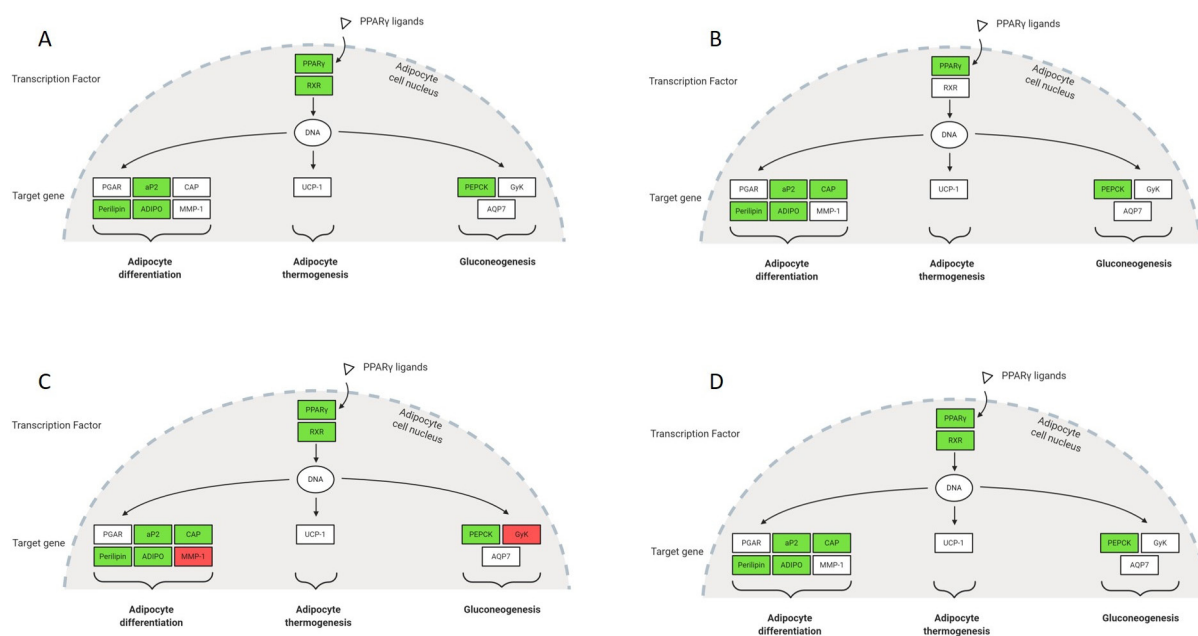 A
PPARγ ligands
Transcription Factor
PPARγ
RXR
Adipocyte
cell nucleus
DNA
Target gene
PGAR aP2 CAP
Perilipin ADIPO MMP-1
UCP-1
PEPCK GyK
AQP7
Adipocyte
differentiation
Adipocyte
thermogenesis
Gluconeogenesis
B
PPARγ ligands
Transcription Factor
PPARγ
RXR
Adipocyte
cell nucleus
DNA
Target gene
PGAR aP2 CAP
Perilipin ADIPO MMP-1
UCP-1
PEPCK GyK
AQP7
Adipocyte
differentiation
Adipocyte
thermogenesis
Gluconeogenesis
C
PPARγ ligands
Transcription Factor
PPARγ
RXR
Adipocyte
cell nucleus
DNA
Target gene
PGAR aP2 CAP
Perilipin ADIPO MMP-1
UCP-1
PEPCK GyK
AQP7
Adipocyte
differentiation
Adipocyte
thermogenesis
Gluconeogenesis
D
PPARγ ligands
Transcription Factor
PPARγ
RXR
Adipocyte
cell nucleus
DNA
Target gene
PGAR aP2 CAP
Perilipin ADIPO MMP-1
UCP-1
PEPCK GyK
AQP7
Adipocyte
differentiation
Adipocyte
thermogenesis
Gluconeogenesis